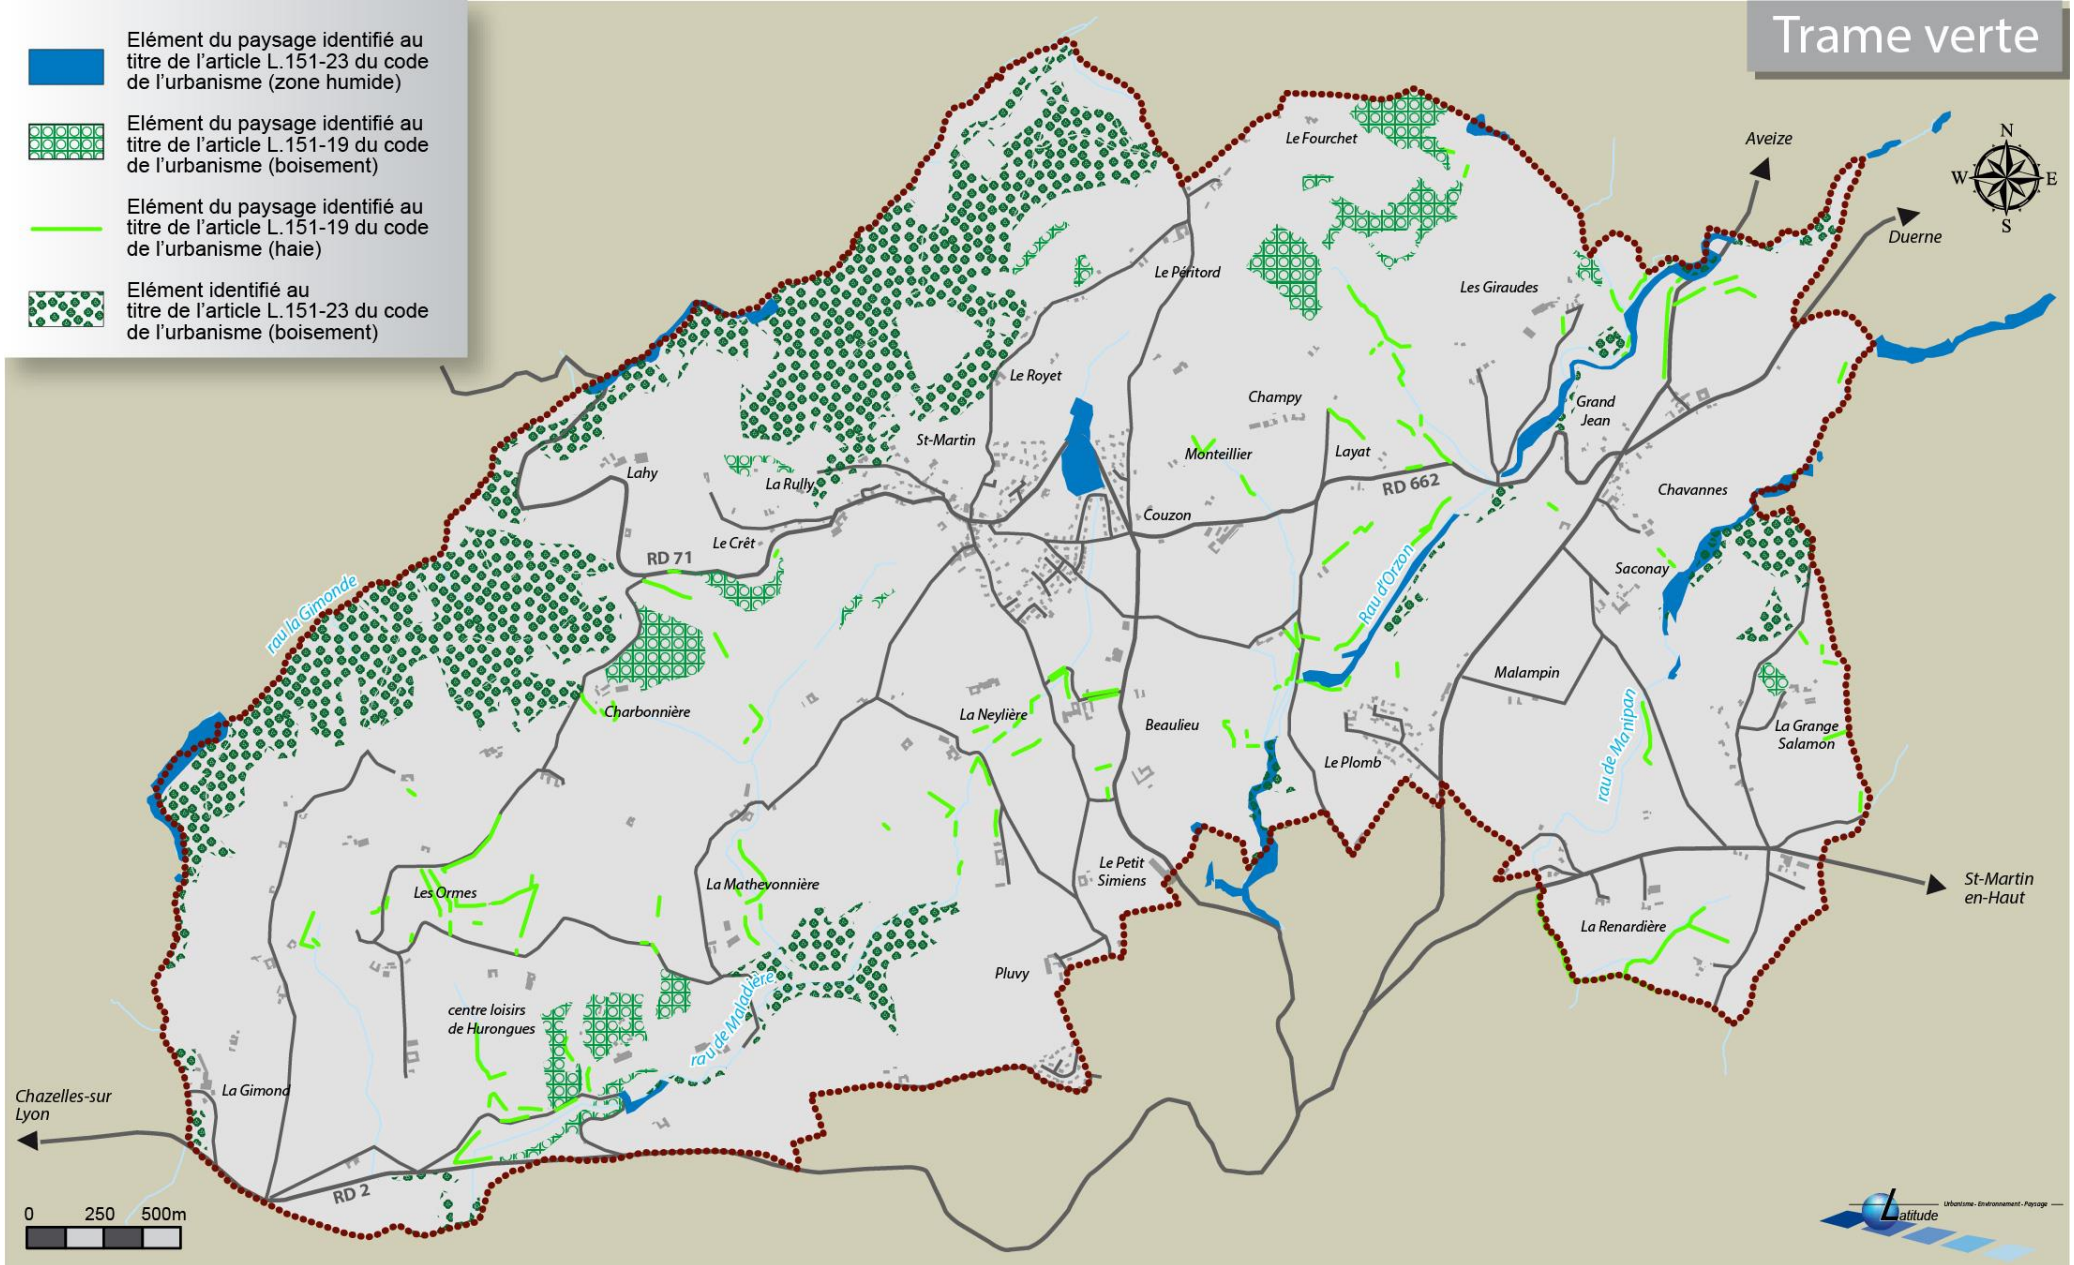 Trame verte
Elément du paysage identifié au
titre de l'article L.151-23 du code
de l'urbanisme (zone humide)
Elément du paysage identifié au
titre de l'article L.151-19 du code
de l'urbanisme (boisement)
Elément du paysage identifié au
titre de l'article L.151-19 du code
de l'urbanisme (haie)
Elément identifié au
titre de l'article L.151-23 du code
de l'urbanisme (boisement)
N
W E
S
Aveize
Duerne
Le Fourchet
Le Péritord
Les Giraudes
Le Royet
Champy
Grand
Jean
St-Martin
Monteillier
Layat
Lahy
La Rully
RD 662
Chavannes
Couzon
Le Crêt
RD 71
Saconay
rau la Gimonde
Rau d'Orzon
Malampin
Charbonnière
La Neylière
Beaulieu
rau de Manipan
La Grange
Salamon
Le Plomb
Le Petit
Simiens
Les Ormes
La Mathevonnière
St-Martin
en-Haut
La Renardière
Pluvy
centre loisirs
de Hurongues
rau de Maladière
La Gimond
Chazelles-sur
Lyon
RD 2
0 250 500m
Latitude
Urbanisme - Environnement - Paysage